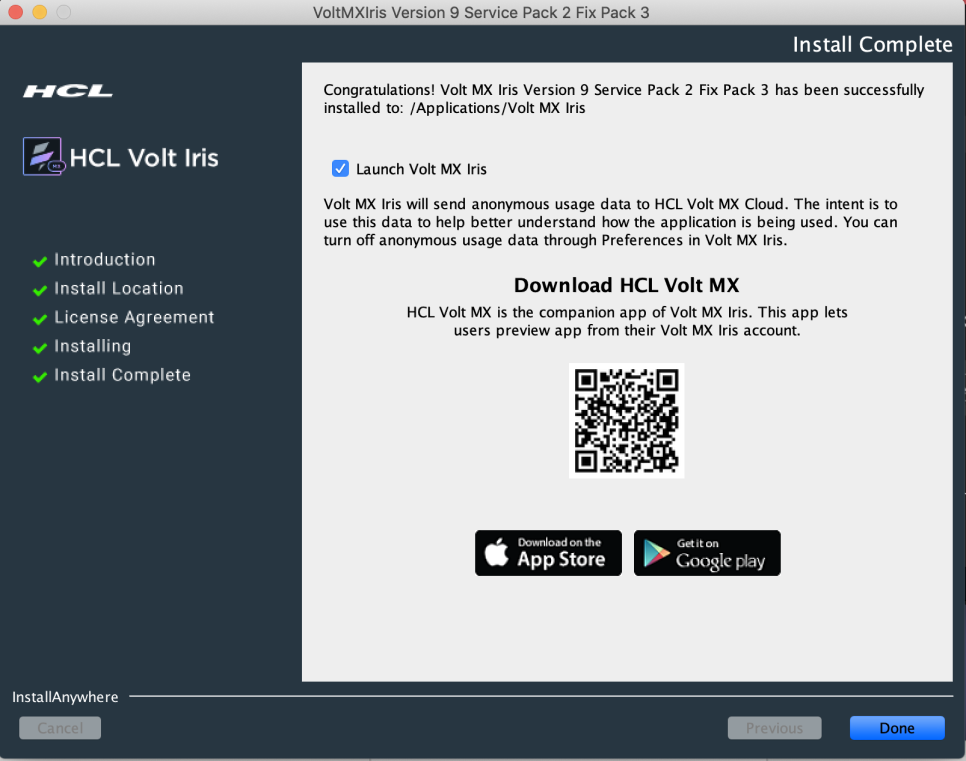 VoltMXIris Version 9 Service Pack 2 Fix Pack 3
Install Complete
HCL
HCL Volt Iris
MX
Introduction
Install Location
License Agreement
Installing
Install Complete
Congratulations! Volt MX Iris Version 9 Service Pack 2 Fix Pack 3 has been successfully
installed to: /Applications/Volt MX Iris
Launch Volt MX Iris
Volt MX Iris will send anonymous usage data to HCL Volt MX Cloud. The intent is to
use this data to help better understand how the application is being used. You can
turn off anonymous usage data through Preferences in Volt MX Iris.
Download HCL Volt MX
HCL Volt MX is the companion app of Volt MX Iris. This app lets
users preview app from their Volt MX Iris account.
Download on the
App Store
Get it on
Google play
InstallAnywhere
Cancel
Previous
Done